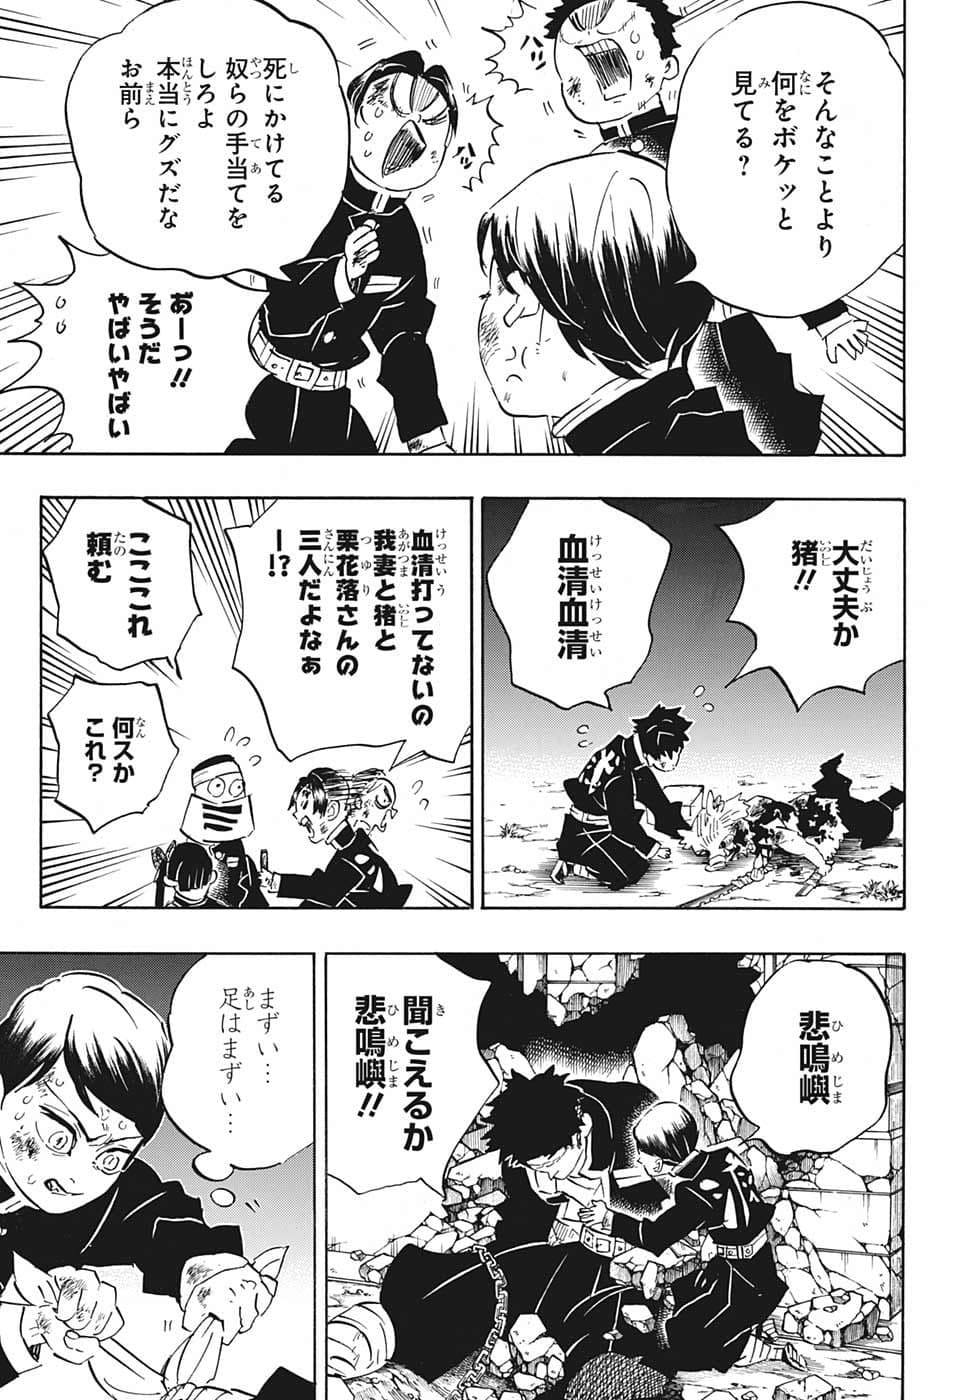 そんなことより
何をボケッと
見てる?
死にかけてる
奴らの手当てを
しろよ
本当にグズだな
お前ら
あーっ!!
そうだ
やばいやばい
大丈夫か
猪!!
血清血清
血清打ってないの
我妻と猪と
栗花落さんの
三人だよなぁ
ー!?
こここれ
頼む
何スか
これ?
悲鳴嶼
聞こえるか
悲鳴嶼!!
まずい…
足はまずい…